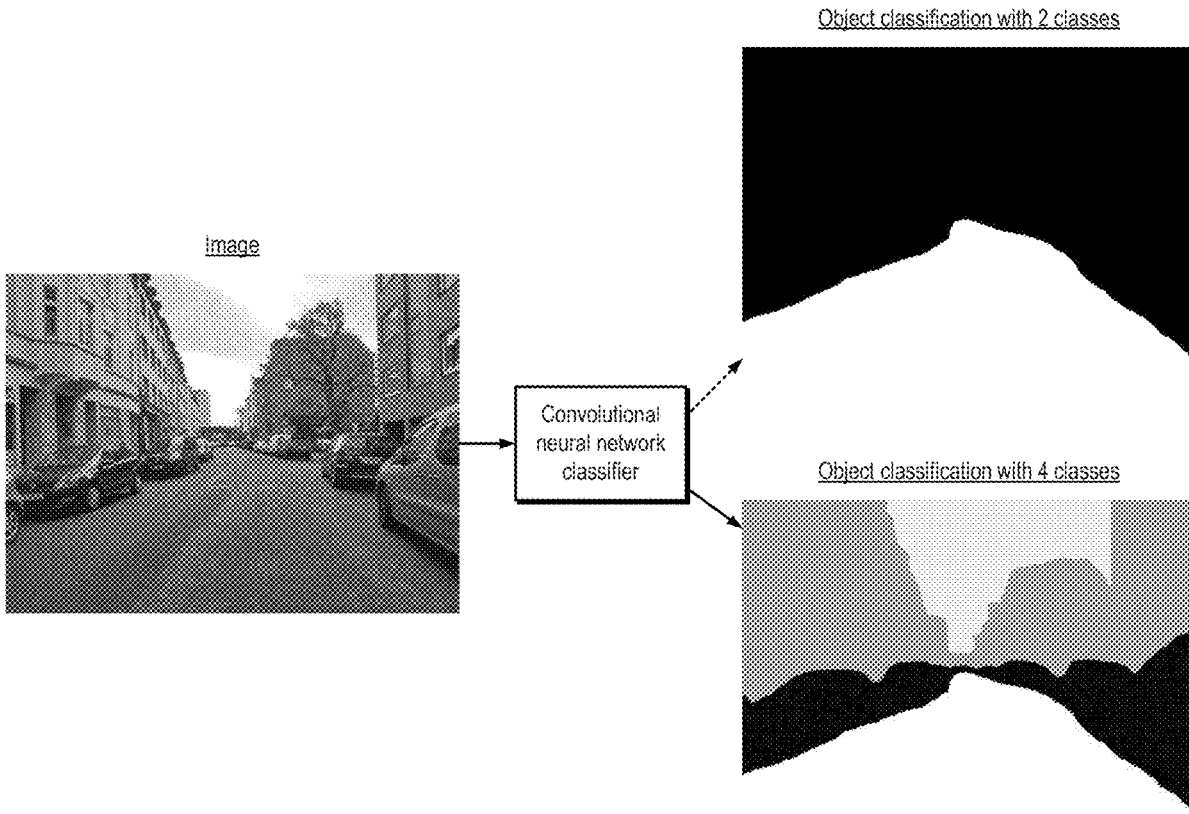 Object classification with 2 classes
Image
Convolutional
neural network
classifier
Object classification with 4 classes